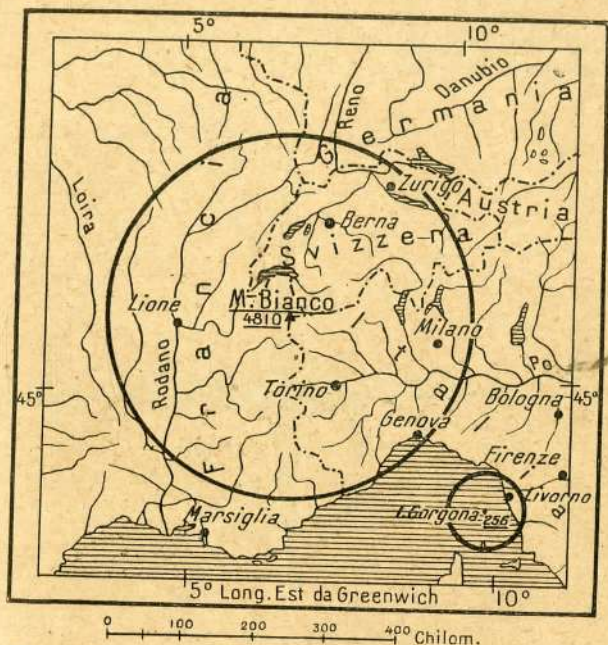 5° 10°
Danubio
Reno
Germania
Loira
Zurigo
Austria
Berna
Svizzera
Francia
Lione
M. Bianco
4810
Milano
Italia
Rodano
Torino
Po
45° 45°
Bologna
Genova
Firenze
Livorno
I. Gorgona
256
Marsiglia
5° Long. Est da Greenwich 10°
0 100 200 300 400 Chilom.